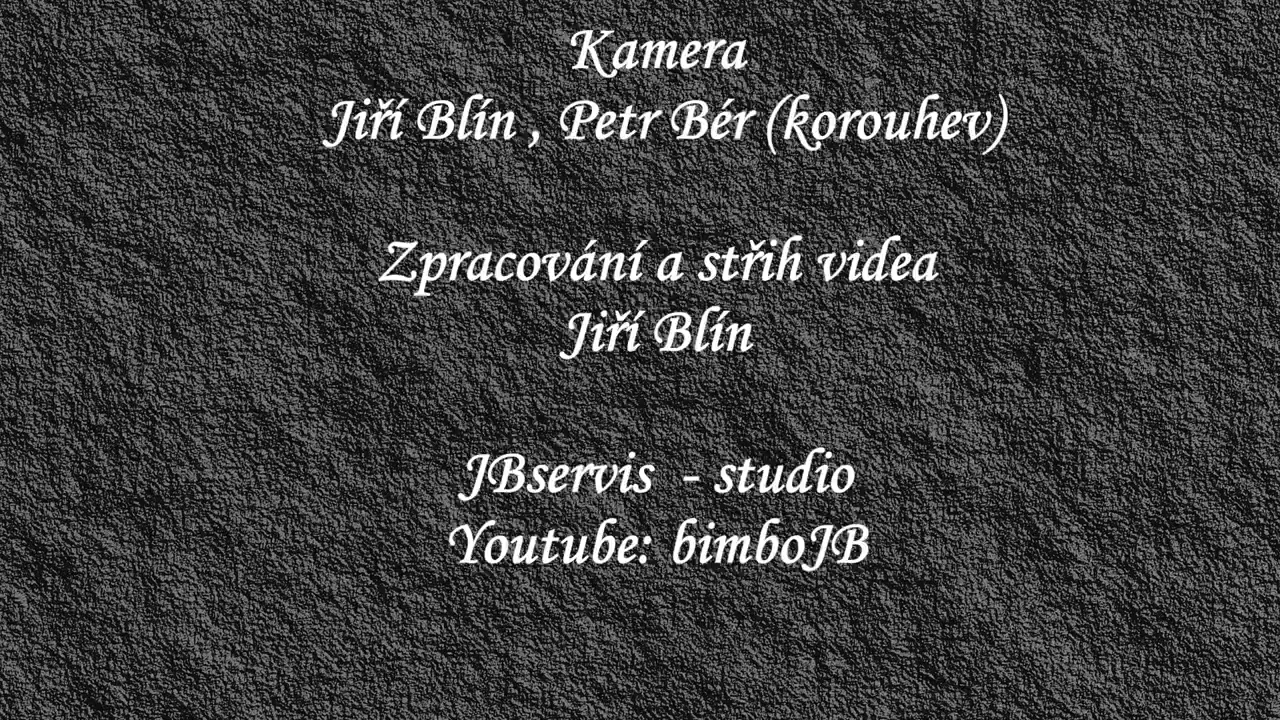 Kamera
Jiří Blín , Petr Bér (korouhev)
Zpracování a střih videa
Jiří Blín
JBservis - studio
Youtube: bimboJB